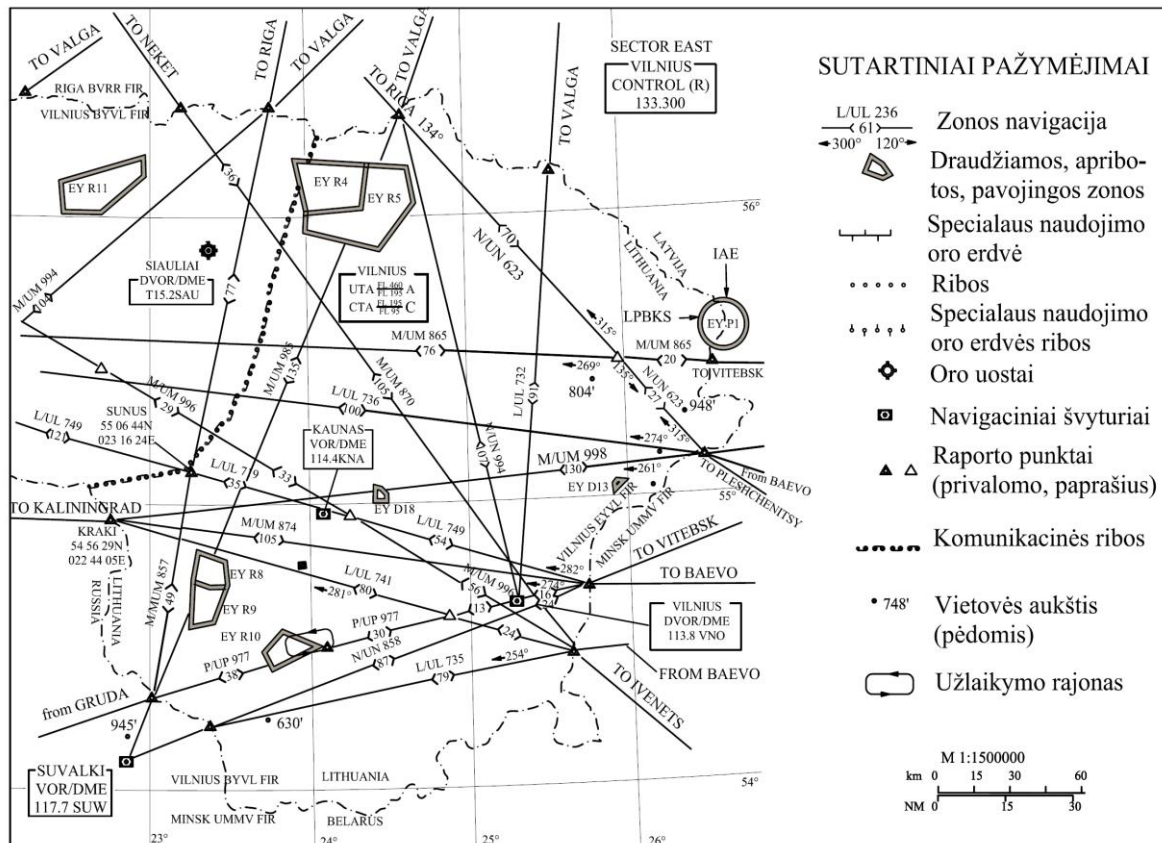 TO VALGA
TO NEKET
TO RIGA
TO VALGA
TO VALGA
TO RIGA 134°
TO VALGA
RIGA BVRR FIR
VILNIUS BYVL FIR
SECTOR EAST
VILNIUS
CONTROL (R)
133.300
EY R11
EY R4
EY R5
36
70
N/UN 623
LATVIJA
LITHUANIA
56°
IAE
LPBKS
EY P1
SIAULIAI
DVOR/DME
T15.2SAU
77
VILNIUS
UTA FL 460 FL 195 A
CTA FL 195 FL 95 C
M/UM 994
104
M/UM 865
76
315°
M/UM 865
20
TO VITEBSK
269°
135°
804'
N/UN 623
27
948'
315°
M/UM 985
135
M/UM 870
105
L/UL 732
91
M/UM 996
29
L/UL 736
100
L/UL 749
12
SUNUS
55 06 44N
023 16 24E
KAUNAS
VOR/DME
114.4KNA
N/UN 994
107
274°
M/UM 998
130
261°
From BAEVO
TO PLESHCHENITSY
L/UL 719
35
33
EY D18
EY D13
55°
TO KALININGRAD
KRAKI
54 56 29N
022 44 05E
M/UM 874
105
L/UL 749
54
VILNIUS EYVL FIR
MINSK UMMV FIR
TO VITEBSK
282°
TO BAEVO
RUSSIA
LITHUANIA
EY R8
EY R9
L/UL 741
80
281°
M/UM 996
56
274°
16
24
13
M/MUM 857
49
EY R10
P/UP 977
30
VILNIUS
DVOR/DME
113.8 VNO
24
P/UP 977
38
N/UN 858
87
L/UL 735
79
254°
FROM BAEVO
TO IVENETS
from GRUDA
945'
630'
SUVALKI
VOR/DME
117.7 SUW
VILNIUS BYVL FIR
LITHUANIA
MINSK UMMV FIR
BELARUS
54°
23°
24°
25°
26°
SUTARTINIAI PAŽYMĖJIMAI
L/UL 236
61
300° 120°
Zonos navigacija
Draudžiamos, apribo-
tos, pavojingos zonos
Specialaus naudojimo
oro erdvė
Ribos
Specialaus naudojimo
oro erdvės ribos
Oro uostai
Navigaciniai švyturiai
Raporto punktai
(privalomo, paprašius)
Komunikacinės ribos
748'
Vietovės aukštis
(pėdomis)
Užlaikymo rajonas
M 1:1500000
km 0 15 30 60
NM 0 15 30